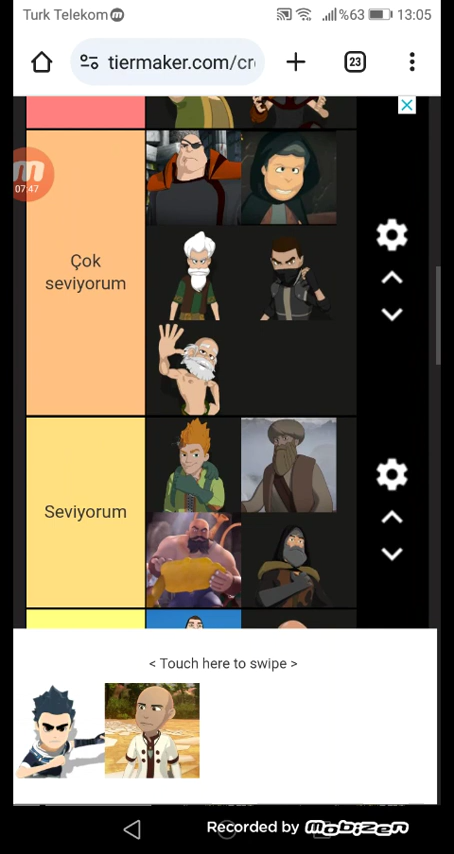 Turk Telekom m
%63 13:05
tiermaker.com/cr
23
m
07:47
Çok
seviyorum
Seviyorum
< Touch here to swipe >
Recorded by MOBIZEN